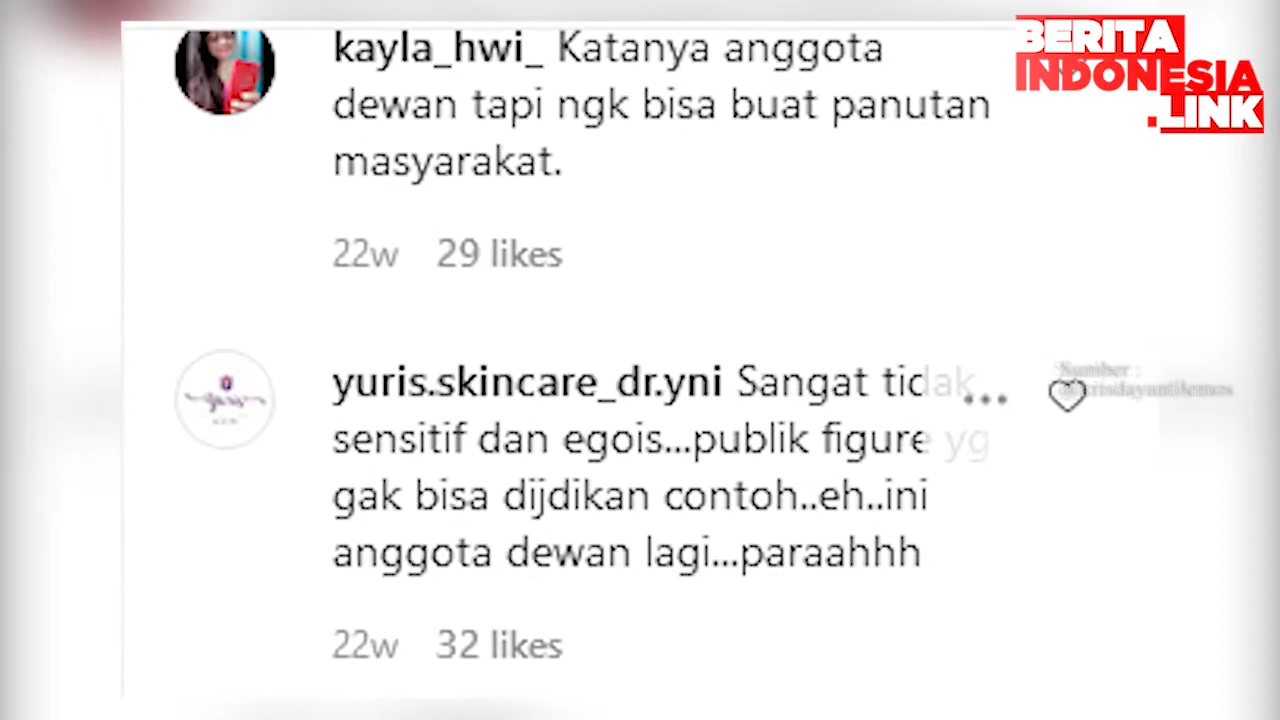 BERITA
INDONESIA
.LINK
kayla_hwi_ Katanya anggota
dewan tapi ngk bisa buat panutan
masyarakat.
22w 29 likes
yuris.skincare_dr.yni Sangat tidak
sensitif dan egois...publik figure yg
gak bisa dijdikan contoh..eh..ini
anggota dewan lagi...paraahhh
22w 32 likes
Sumber :